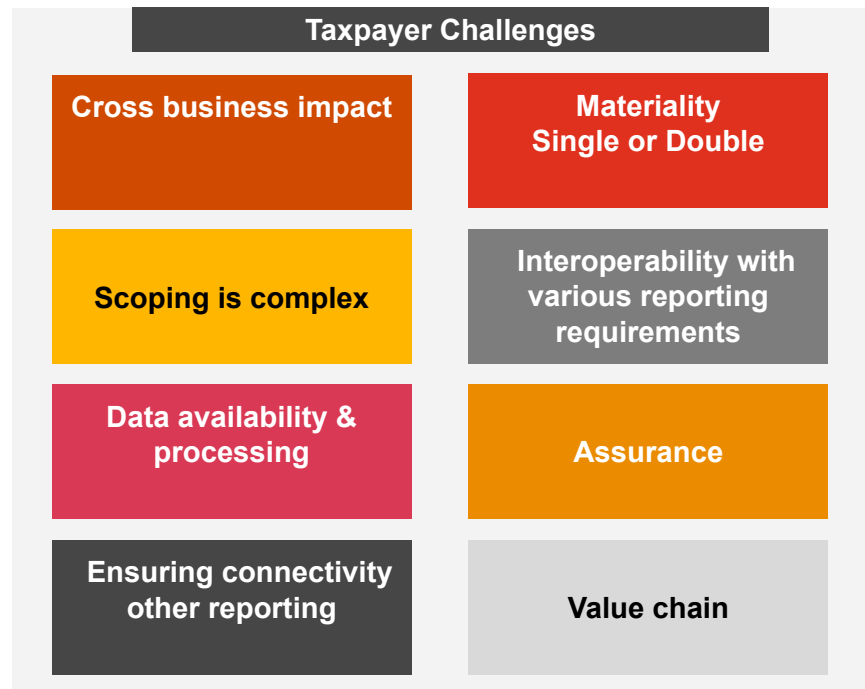 Taxpayer Challenges
Cross business impact
Materiality
Single or Double
Scoping is complex
Interoperability with
various reporting
requirements
Data availability &
processing
Assurance
Ensuring connectivity
other reporting
Value chain